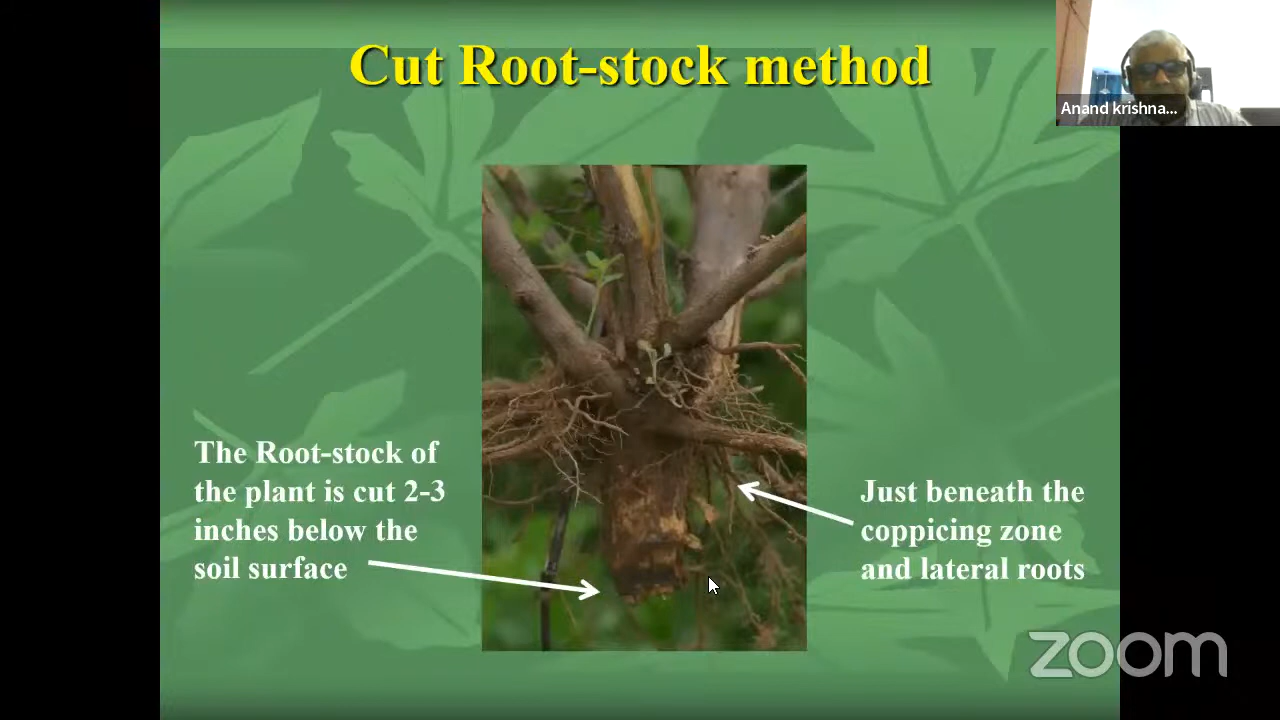 Cut Root-stock method
Anand krishna...
The Root-stock of
the plant is cut 2-3
inches below the
soil surface
Just beneath the
coppicing zone
and lateral roots
zoom